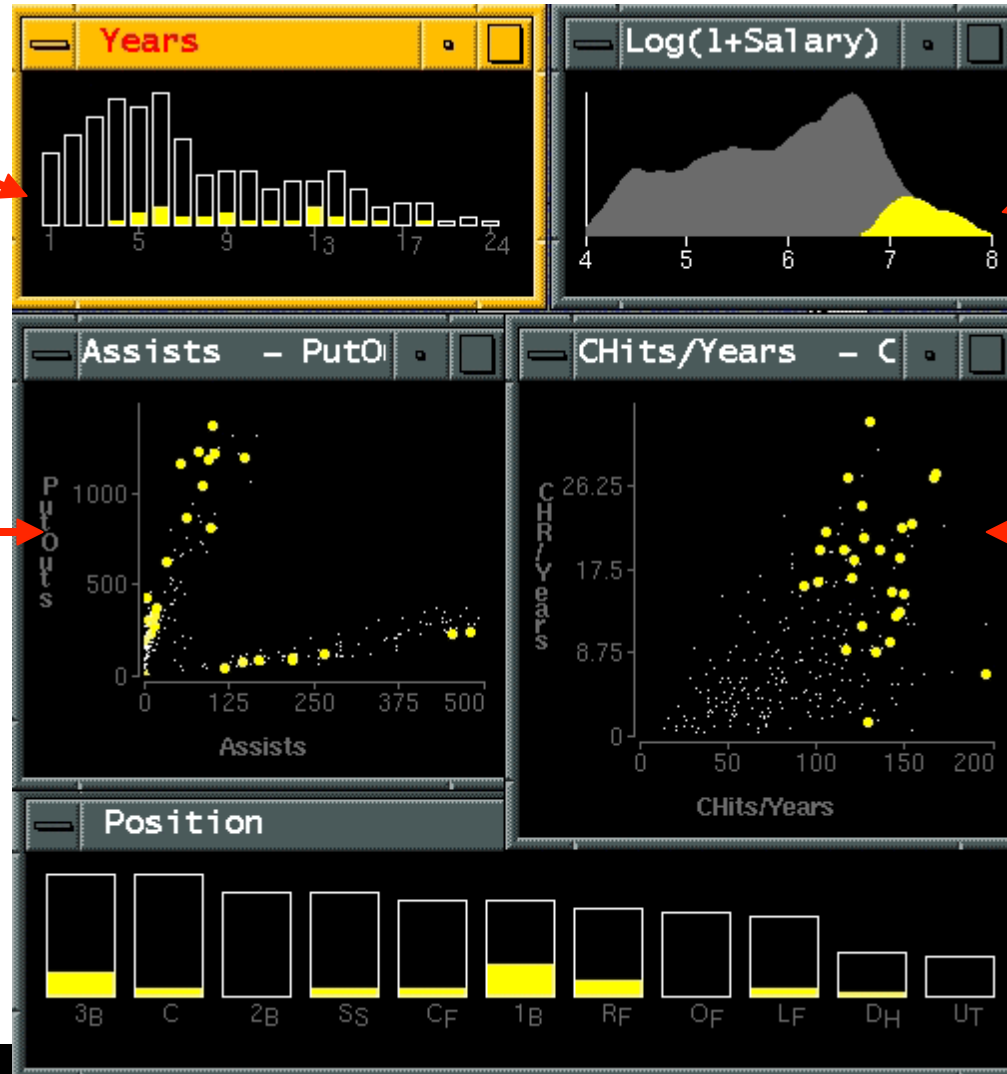 Years
1 5 9 13 17 24
Log(1+Salary)
4 5 6 7 8
Assists - PutO
PutOuts
1000
500
0
0 125 250 375 500
Assists
CHits/Years - C
CHR/Years
26.25
17.5
8.75
0
0 50 100 150 200
CHits/Years
Position
3B C 2B SS CF 1B RF OF LF DH UT